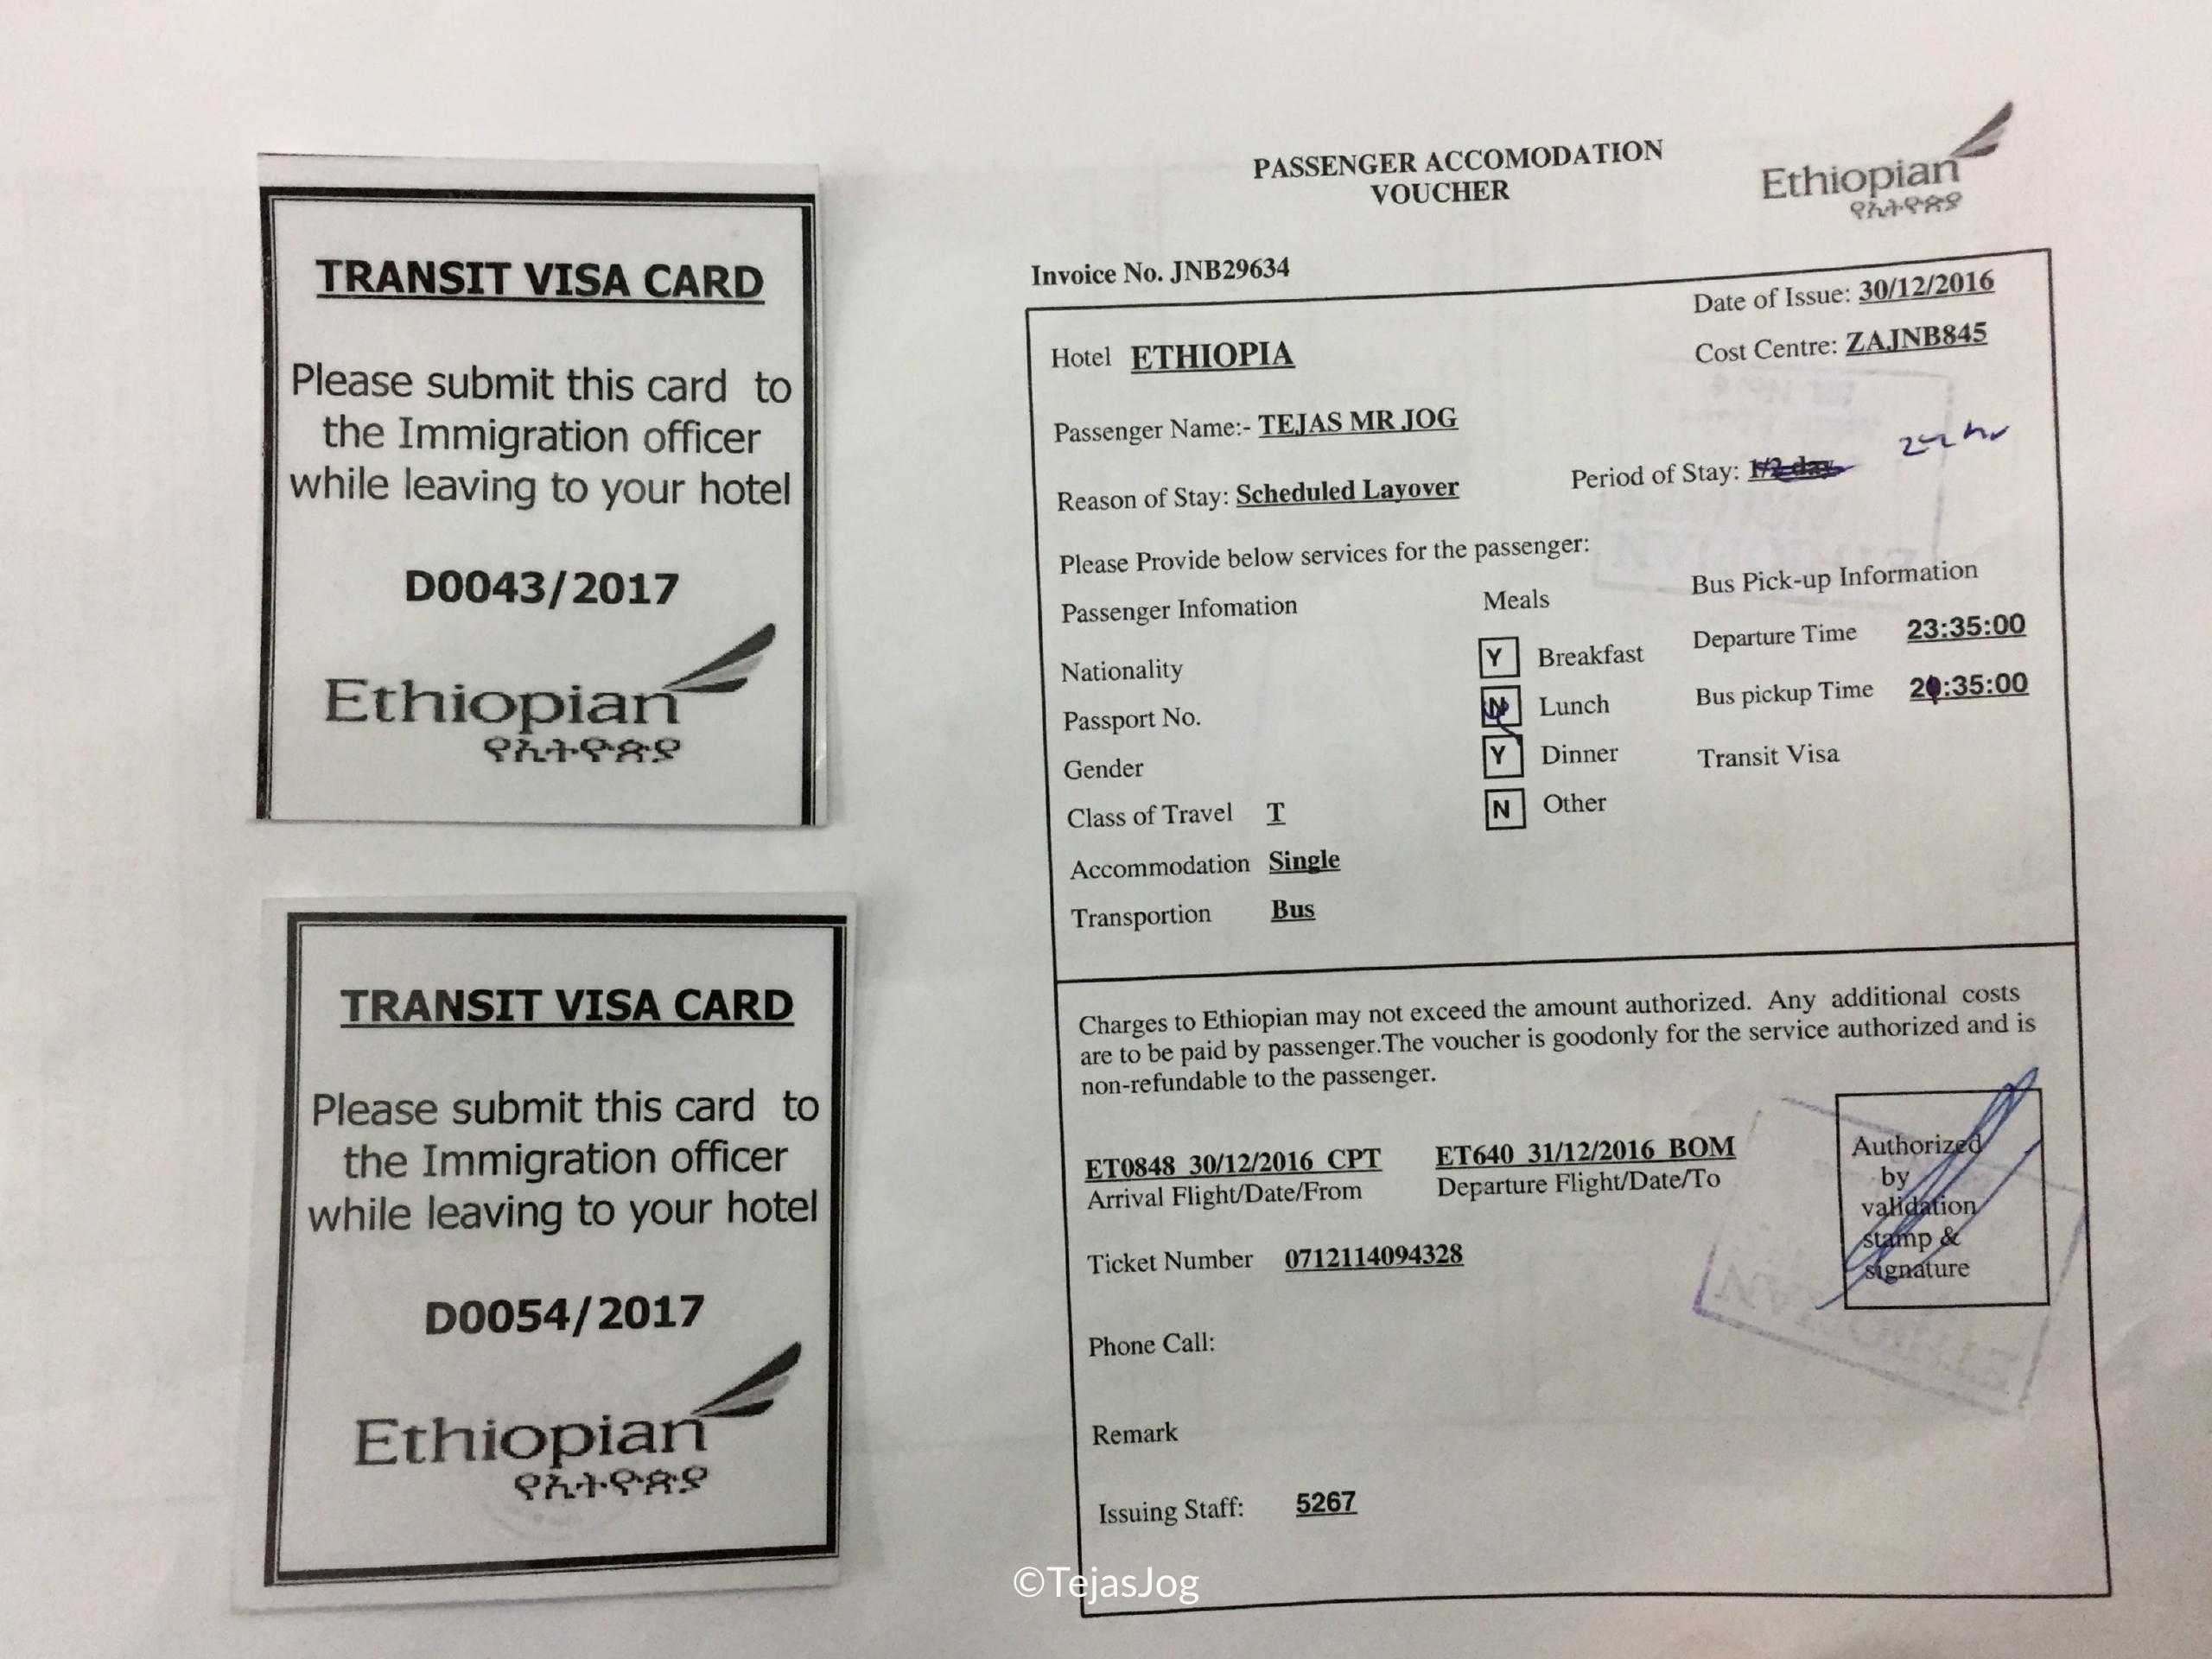 TRANSIT VISA CARD
Please submit this card to
the Immigration officer
while leaving to your hotel
D0043/2017
Ethiopian
የኢትዮጵያ
TRANSIT VISA CARD
Please submit this card to
the Immigration officer
while leaving to your hotel
D0054/2017
Ethiopian
የኢትዮጵያ
PASSENGER ACCOMODATION
VOUCHER
Ethiopian
የኢትዮጵያ
Invoice No. JNB29634
Date of Issue: 30/12/2016
Hotel ETHIOPIA
Cost Centre: ZAJNB845
Passenger Name:- TEJAS MR JOG
Reason of Stay: Scheduled Layover
Period of Stay: 1/2 day
Please Provide below services for the passenger:
Passenger Infomation
Meals
Bus Pick-up Information
Nationality
Y Breakfast
Departure Time 23:35:00
Passport No.
N Lunch
Bus pickup Time :35:00
Gender
Y Dinner
Transit Visa
Class of Travel T
N Other
Accommodation Single
Transportion Bus
Charges to Ethiopian may not exceed the amount authorized. Any additional costs
are to be paid by passenger.The voucher is goodonly for the service authorized and is
non-refundable to the passenger.
ET0848 30/12/2016 CPT
Arrival Flight/Date/From
ET640 31/12/2016 BOM
Departure Flight/Date/To
Authorized
by
validation
stamp &
signature
Ticket Number 0712114094328
Phone Call:
Remark
Issuing Staff: 5267
©TejasJog